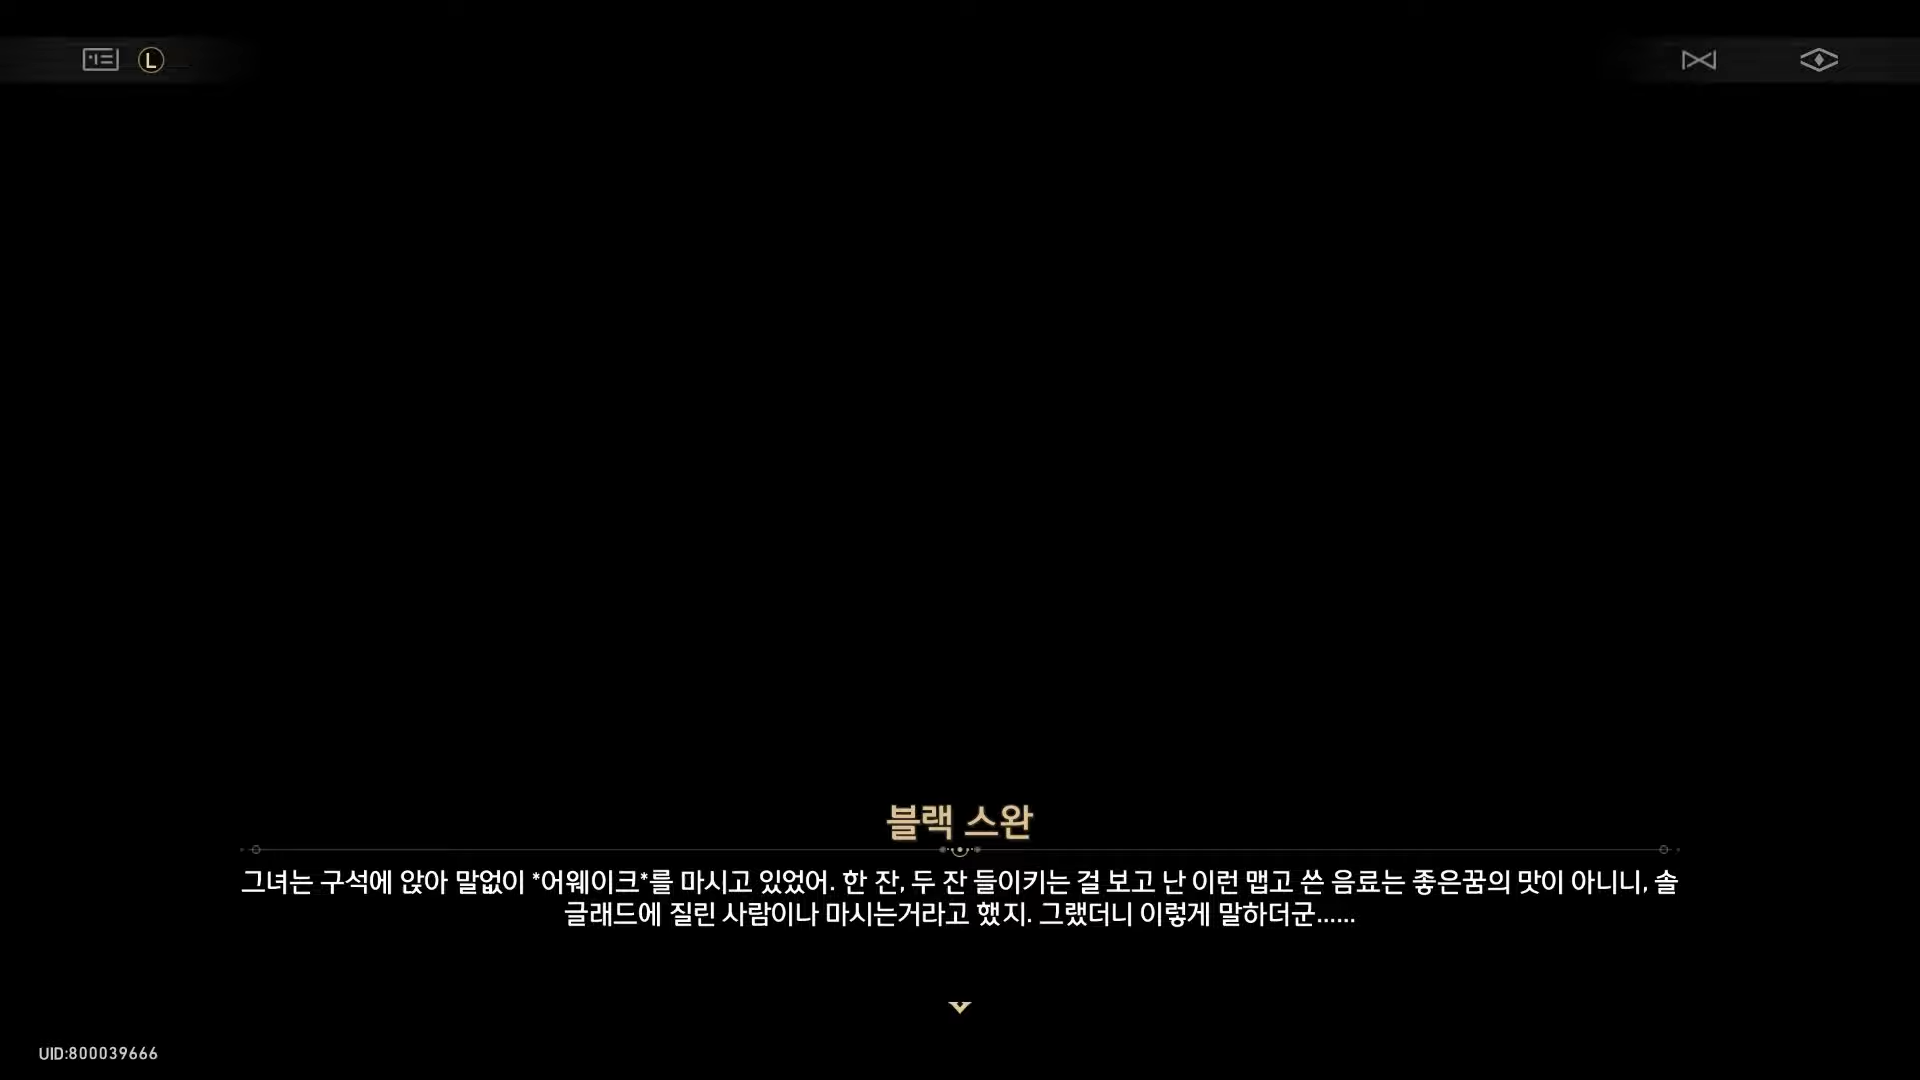 L
블랙 스완
그녀는 구석에 앉아 말없이 *어웨이크*를 마시고 있었어. 한 잔, 두 잔 들이키는 걸 보고 난 이런 맵고 쓴 음료는 좋은꿈의 맛이 아니니, 솔
글래드에 질린 사람이나 마시는거라고 했지. 그랬더니 이렇게 말하더군......
UID:800039666